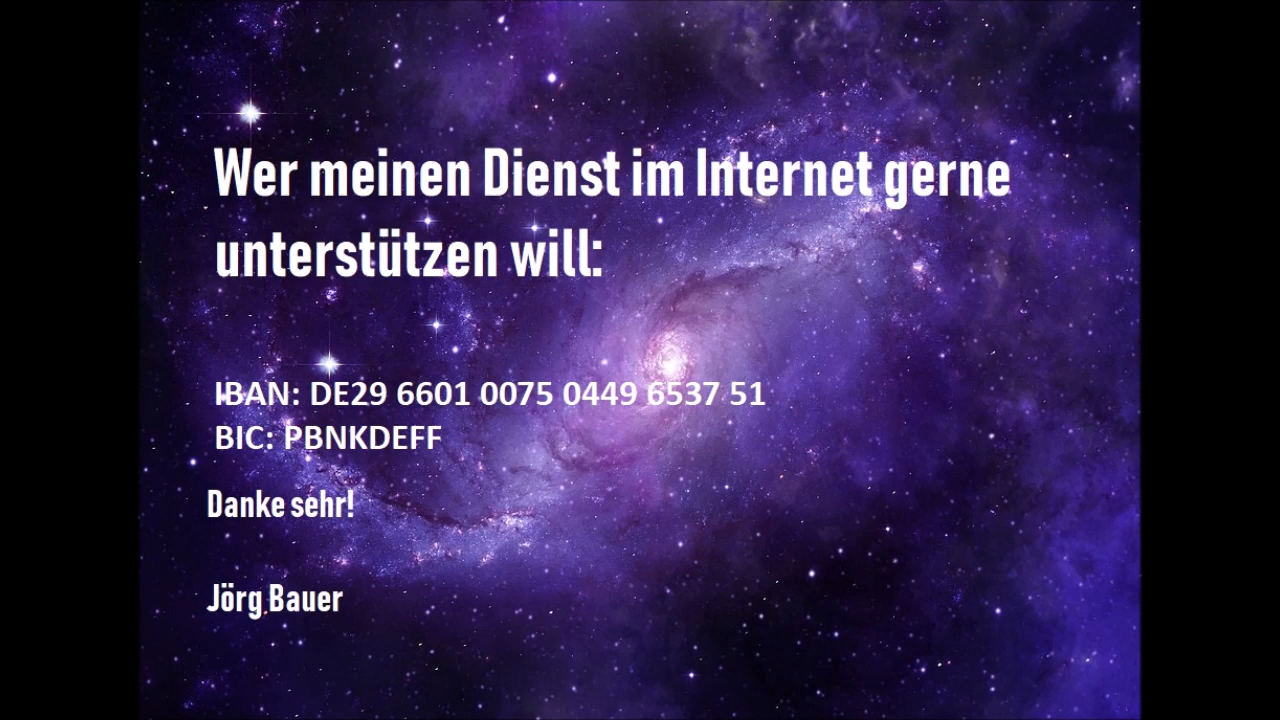 Wer meinen Dienst im Internet gerne
unterstützen will:
IBAN: DE29 6601 0075 0449 6537 51
BIC: PBNKDEFF
Danke sehr!
Jörg Bauer